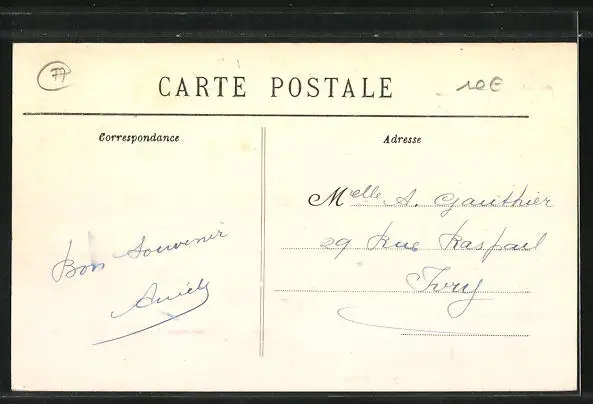 77
CARTE POSTALE
10€
Correspondance
Adresse
Melle A. Gauthier
29 Rue Raspail
Ivry
Bon Souvenir